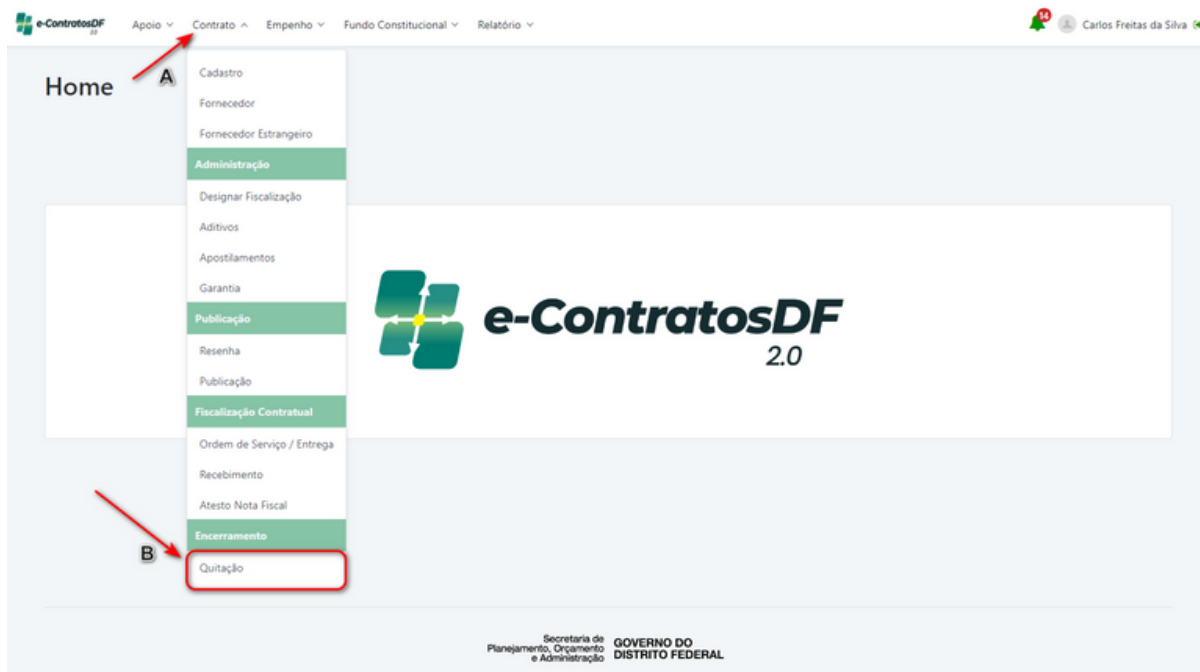 e-ContratosDF
2.0
Apoio
Contrato
Empenho
Fundo Constitucional
Relatório
14
Carlos Freitas da Silva
Home
A
Cadastro
Fornecedor
Fornecedor Estrangeiro
Administração
Designar Fiscalização
Aditivos
Apostilamentos
Garantia
Publicação
Resenha
Publicação
Fiscalização Contratual
Ordem de Serviço / Entrega
Recebimento
Atesto Nota Fiscal
Encerramento
B
Quitação
e-ContratosDF
2.0
Secretaria de
Planejamento, Orçamento
e Administração
GOVERNO DO
DISTRITO FEDERAL